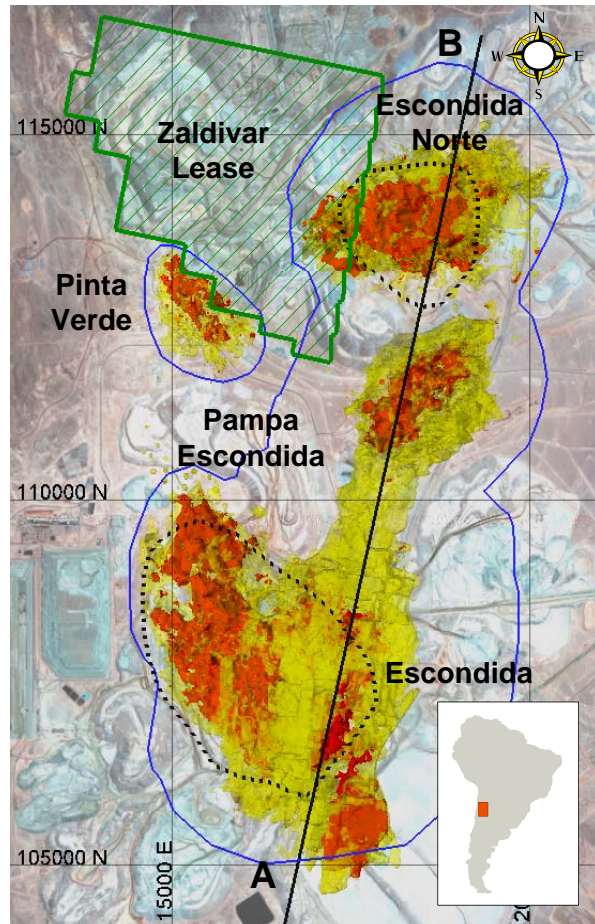 B
N
W
E
S
Escondida
Norte
115000 N
Zaldivar
Lease
Pinta
Verde
Pampa
Escondida
110000 N
Escondida
105000 N
A
15000 E